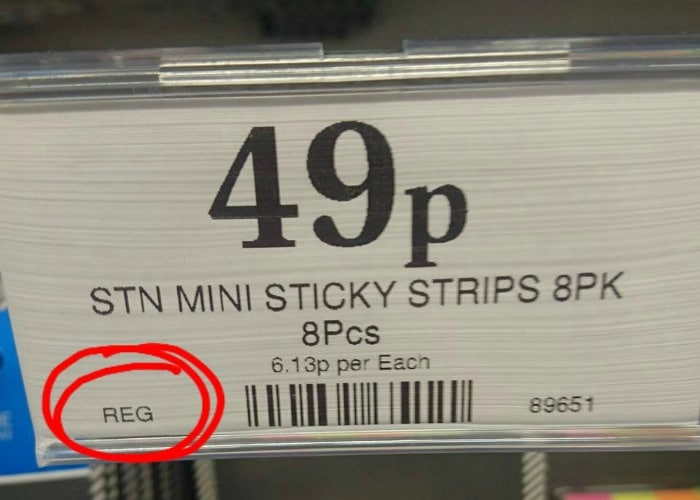 49p
STN MINI STICKY STRIPS 8PK
8Pcs
6.13p per Each
REG
89651